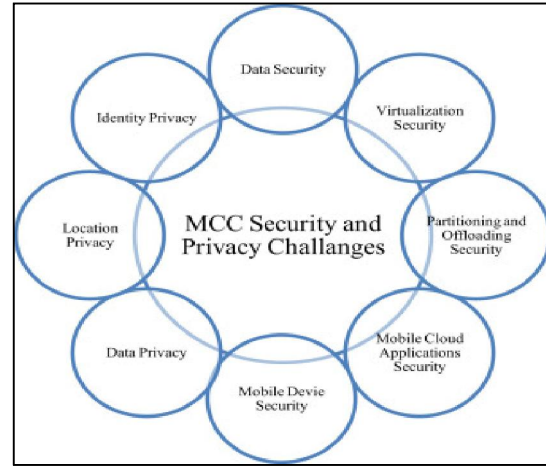 Data Security
Identity Privacy
Virtualization
Security
Location
Privacy
MCC Security and
Privacy Challanges
Partitioning and
Offloading
Security
Data Privacy
Mobile Cloud
Applications
Security
Mobile Devie
Security